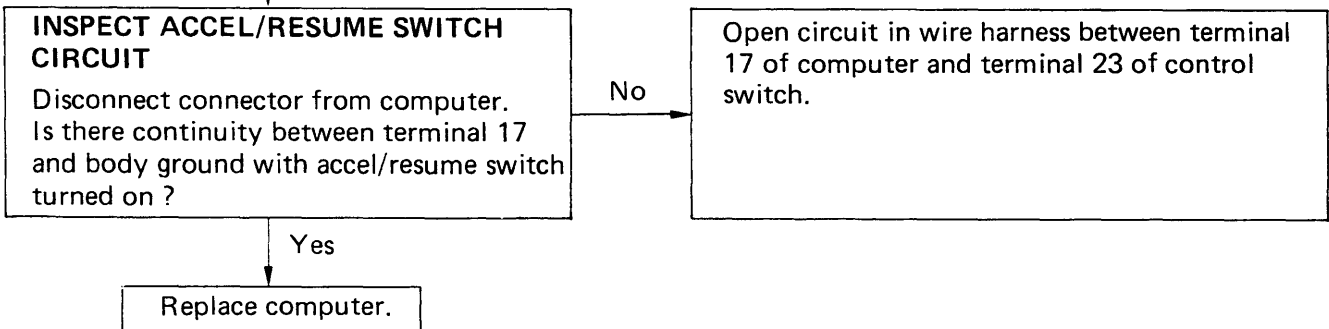 INSPECT ACCEL/RESUME SWITCH
CIRCUIT
Disconnect connector from computer.
Is there continuity between terminal 17
and body ground with accel/resume switch
turned on ?
No
Open circuit in wire harness between terminal
17 of computer and terminal 23 of control
switch.
Yes
Replace computer.